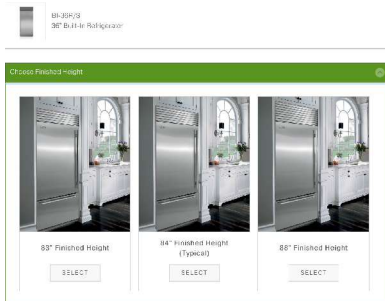 BI-36R/S
36" Built-In Refrigerator
Choose Finished Height
83" Finished Height
84" Finished Height
(Typical)
88" Finished Height
SELECT
SELECT
SELECT